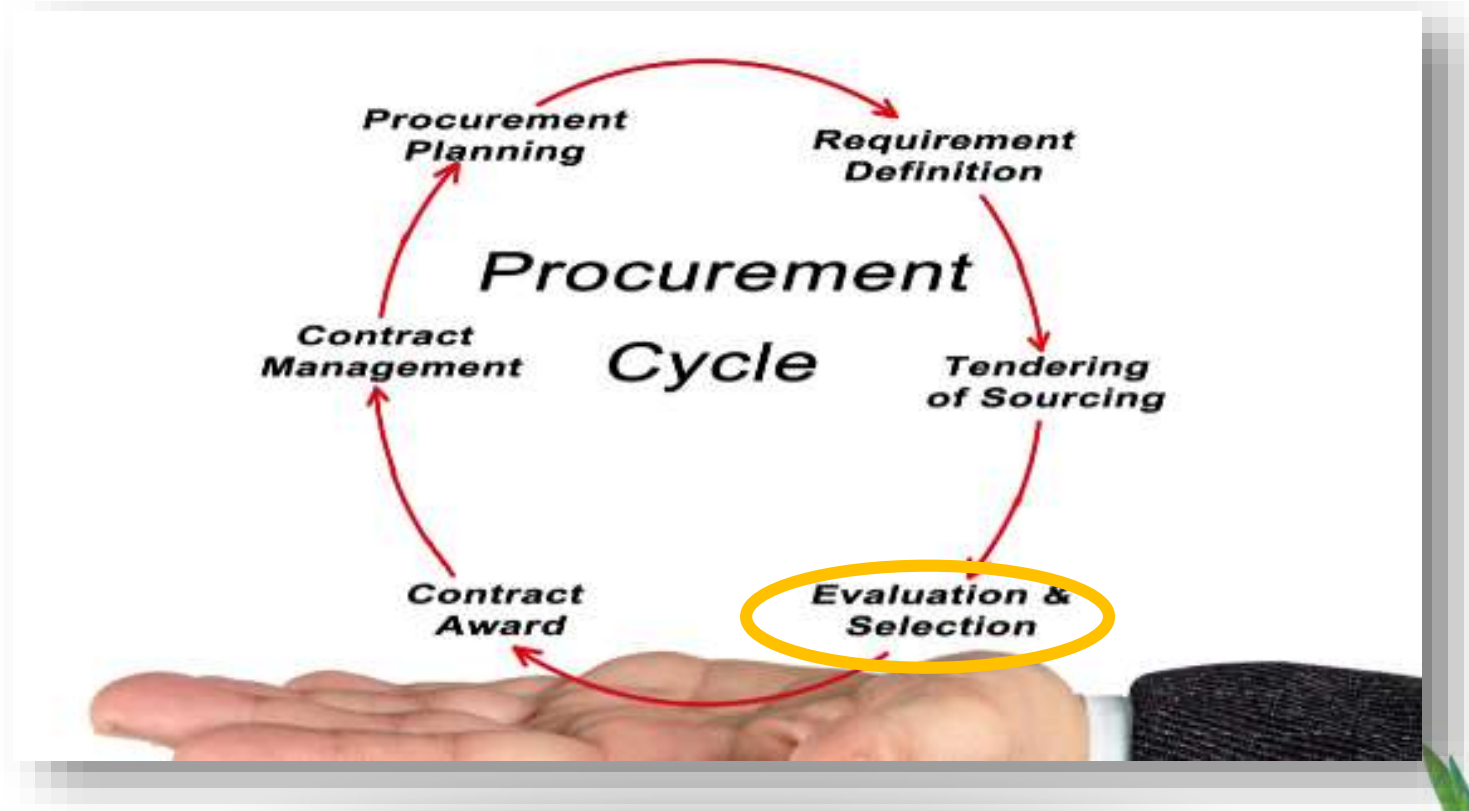 Procurement
Planning
Requirement
Definition
Procurement
Cycle
Contract
Management
Tendering
of Sourcing
Contract
Award
Evaluation &
Selection